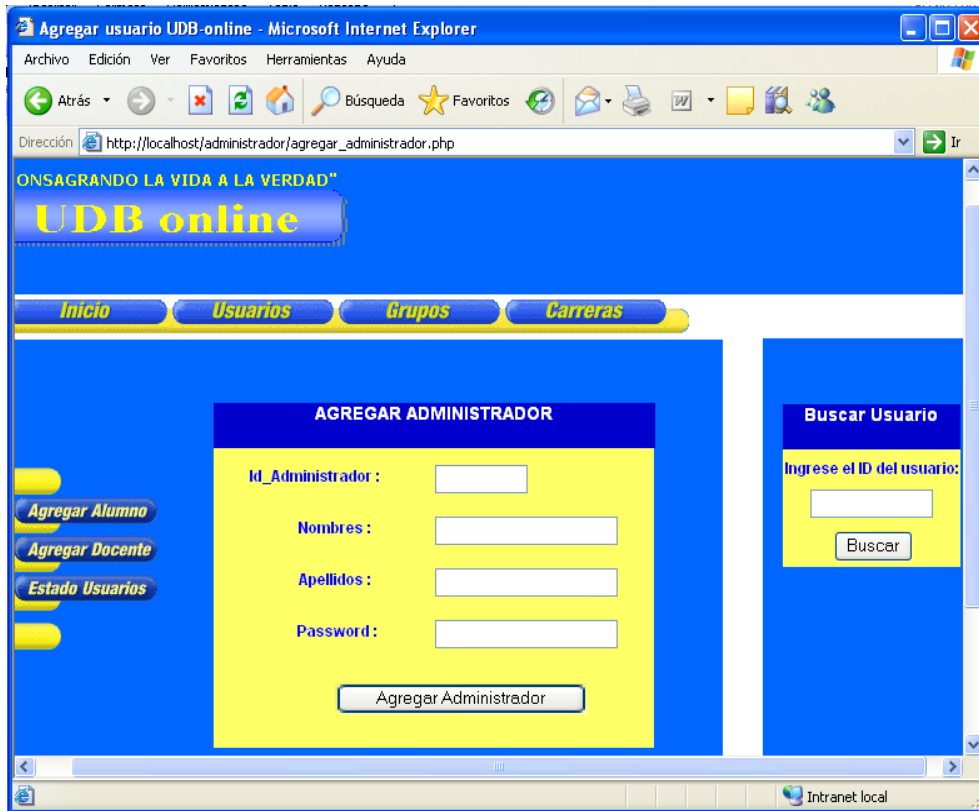 Agregar usuario UDB-online - Microsoft Internet Explorer
Archivo Edición Ver Favoritos Herramientas Ayuda
Atrás Búsqueda Favoritos
Dirección http://localhost/administrador/agregar_administrador.php Ir
ONSAGRANDO LA VIDA A LA VERDAD"
UDB online
Inicio Usuarios Grupos Carreras
AGREGAR ADMINISTRADOR
Id_Administrador :
Nombres :
Apellidos :
Password :
Agregar Administrador
Agregar Alumno
Agregar Docente
Estado Usuarios
Buscar Usuario
Ingrese el ID del usuario:
Buscar
Intranet local